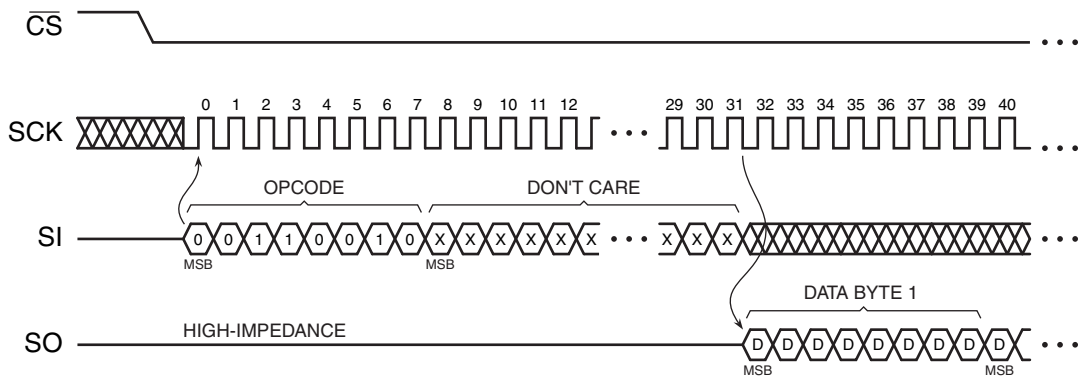 CS
0 1 2 3 4 5 6 7 8 9 10 11 12 29 30 31 32 33 34 35 36 37 38 39 40
SCK
OPCODE DON'T CARE
SI 0 0 1 1 0 0 1 0 X X X X X X X X X
MSB MSB
DATA BYTE 1
HIGH-IMPEDANCE
SO D D D D D D D D D
MSB MSB